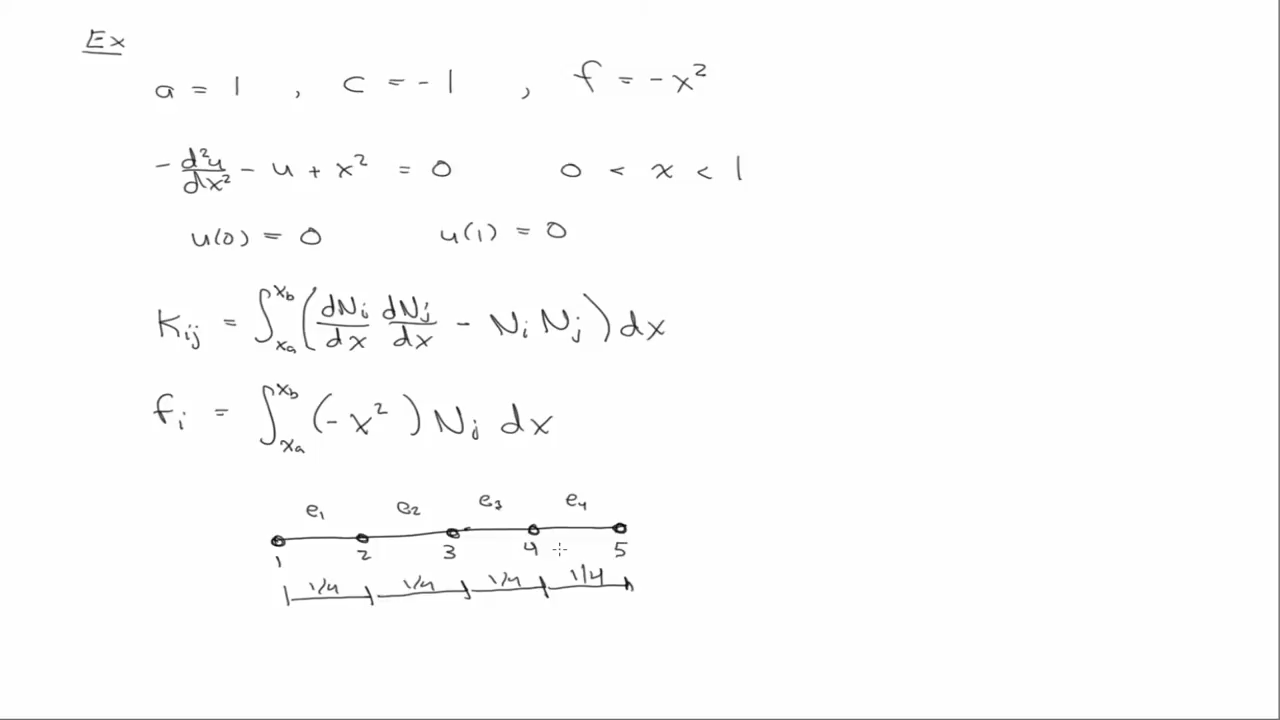 Ex
a = 1 , c = -1 , f = -x²
-d²u/dx² - u + x² = 0 0 < x < 1
u(0) = 0 u(1) = 0
Kij = ∫xa^xb (dNi/dx dNj/dx - Ni Nj) dx
fi = ∫xa^xb (-x²) Nj dx
e1 e2 e3 e4
1 2 3 4 5
1/4 1/4 1/4 1/4